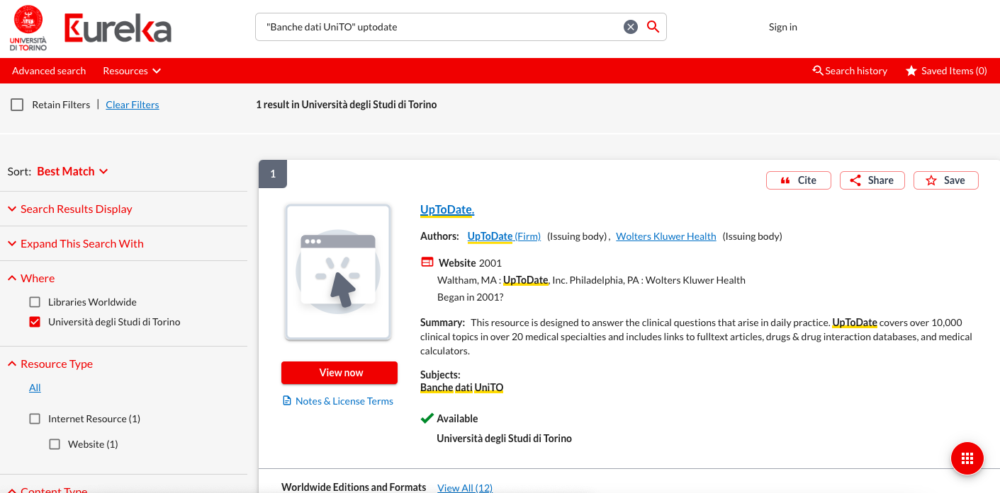 UNIVERSITÀ
DI TORINO
Eureka
"Banche dati UniTO" uptodate
Sign in
Advanced search
Resources
Search history
Saved Items (0)
Retain Filters
|
Clear Filters
1 result in Università degli Studi di Torino
Sort: Best Match
Search Results Display
Expand This Search With
Where
Libraries Worldwide
Università degli Studi di Torino
Resource Type
All
Internet Resource (1)
Website (1)
Content Type
1
Cite
Share
Save
UpToDate.
Authors: UpToDate (Firm) (Issuing body) , Wolters Kluwer Health (Issuing body)
Website 2001
Waltham, MA : UpToDate, Inc. Philadelphia, PA : Wolters Kluwer Health
Began in 2001?
Summary: This resource is designed to answer the clinical questions that arise in daily practice. UpToDate covers over 10,000
clinical topics in over 20 medical specialties and includes links to fulltext articles, drugs & drug interaction databases, and medical
calculators.
Subjects:
Banche dati UniTO
Available
Università degli Studi di Torino
View now
Notes & License Terms
Worldwide Editions and Formats View All (12)